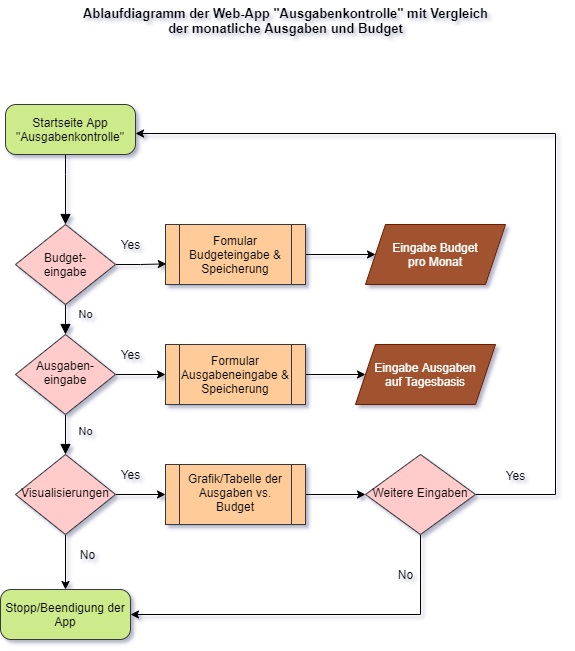 Ablaufdiagramm der Web-App "Ausgabenkontrolle" mit Vergleich
der monatliche Ausgaben und Budget
Startseite App
"Ausgabenkontrolle"
Budget-
eingabe
Yes
Fomular
Budgeteingabe &
Speicherung
Eingabe Budget
pro Monat
No
Ausgaben-
eingabe
Yes
Formular
Ausgabeneingabe &
Speicherung
Eingabe Ausgaben
auf Tagesbasis
No
Visualisierungen
Yes
Grafik/Tabelle der
Ausgaben vs.
Budget
Weitere Eingaben
Yes
No
No
Stopp/Beendigung der
App